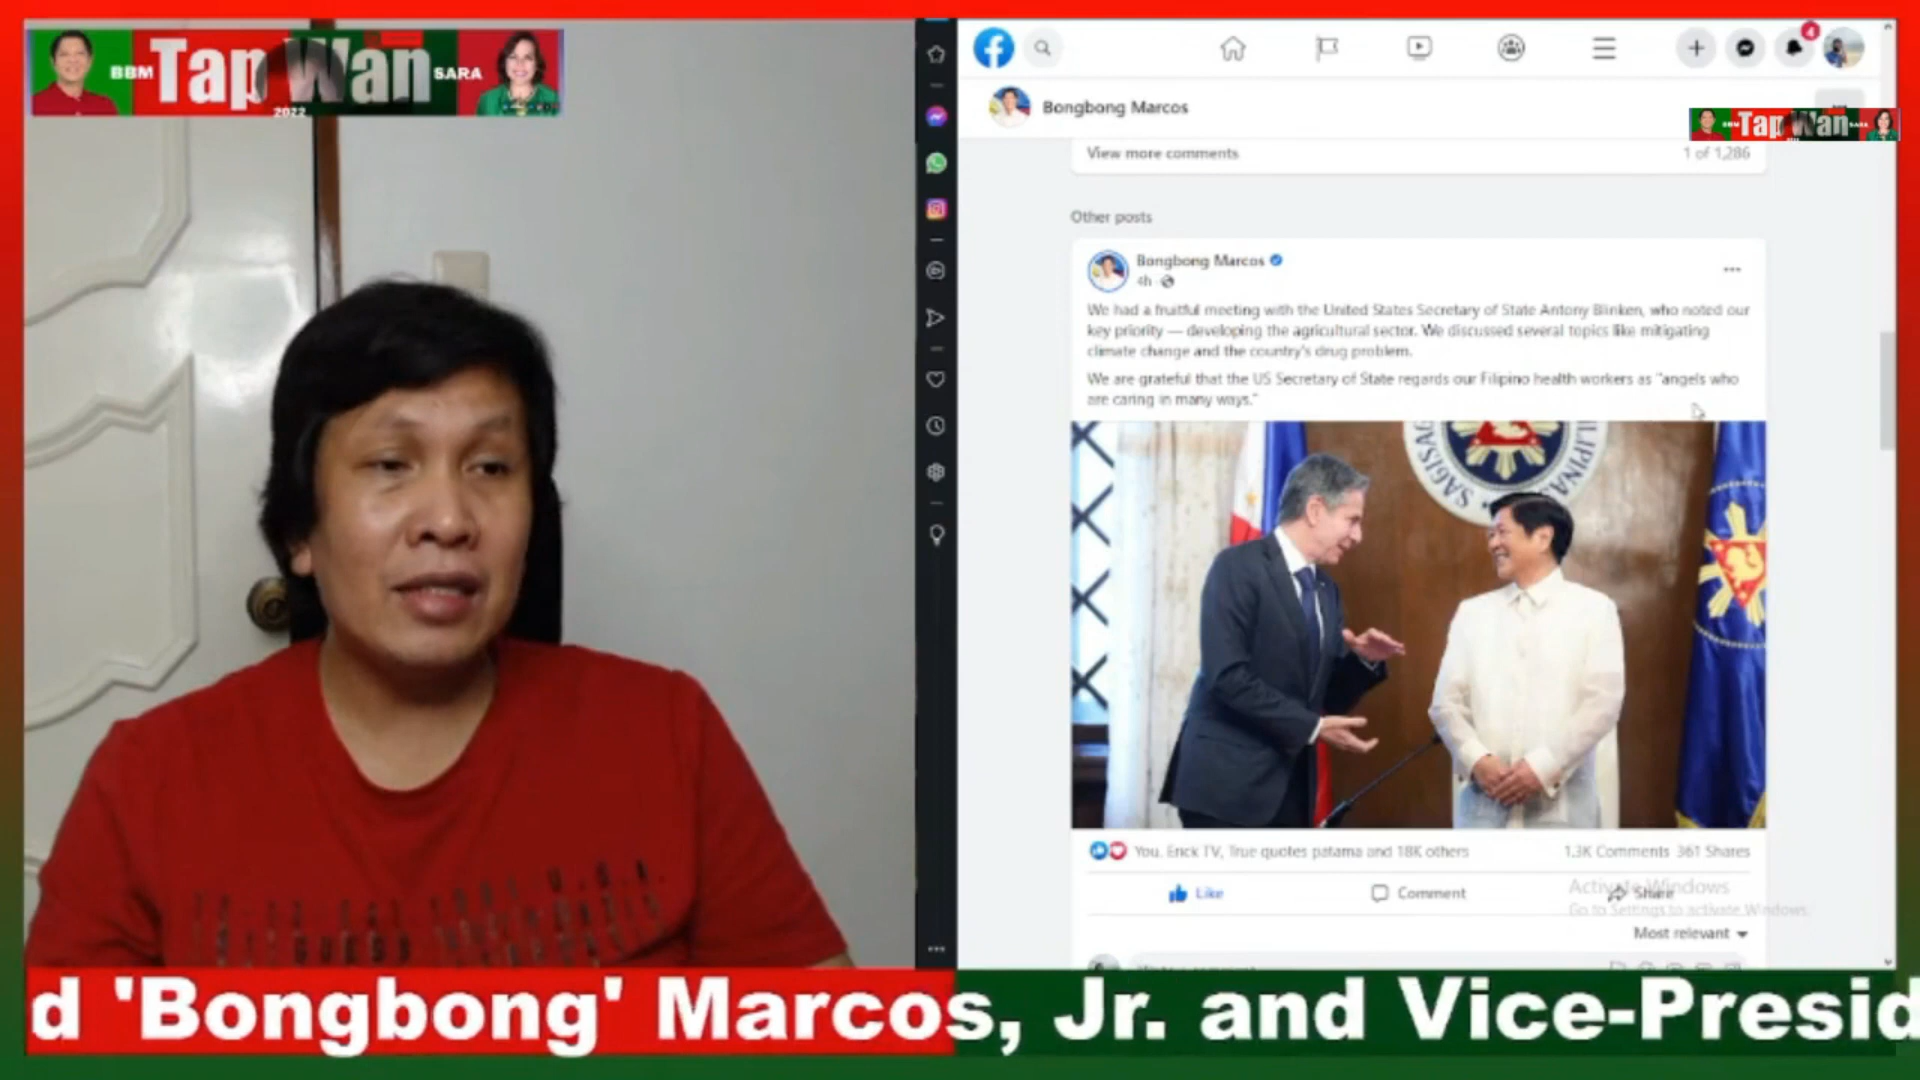 BBM Tap Wan SARA
2022
Bongbong Marcos
BBM Tap Wan SARA
View more comments
1 of 1,286
Other posts
Bongbong Marcos
4h
We had a fruitful meeting with the United States Secretary of State Antony Blinken, who noted our
key priority — developing the agricultural sector. We discussed several topics like mitigating
climate change and the country's drug problem.
We are grateful that the US Secretary of State regards our Filipino health workers as "angels who
are caring in many ways."
SAGISAG
PILIPINAS
You, Erick TV, True quotes patama and 18K others
1.3K Comments 361 Shares
Like
Comment
Share
Activate Windows
Go to Settings to activate Windows.
Most relevant
GUESS
d 'Bongbong' Marcos, Jr. and Vice-Presid